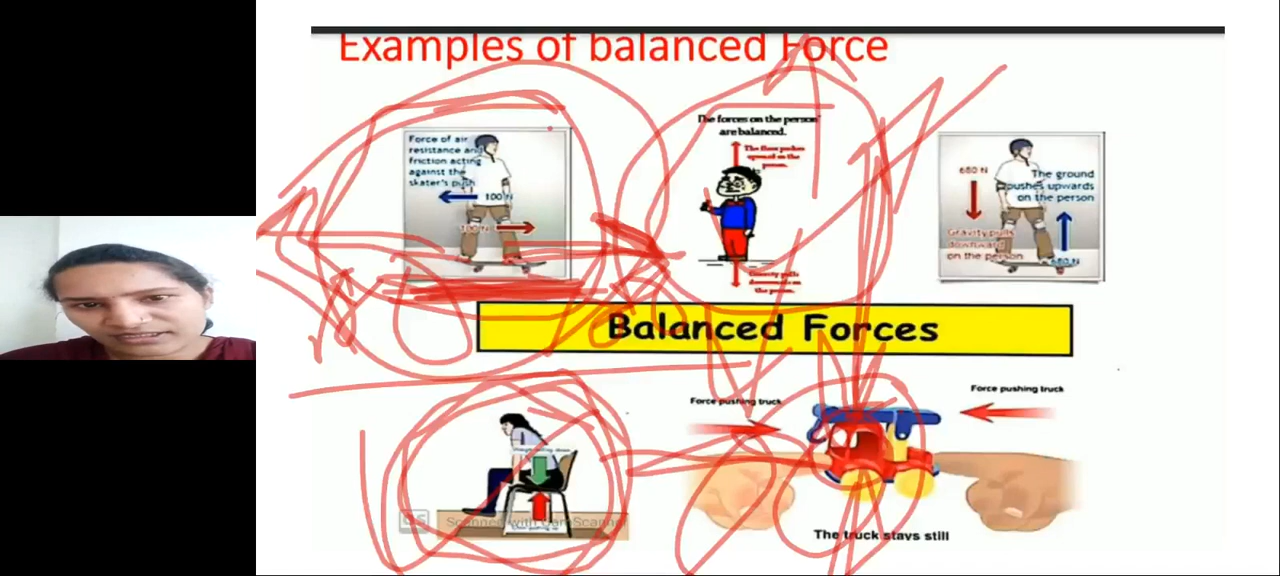 Examples of balanced Force
Force of air
resistance and
friction acting
against the
skater's push
100 N
100 N
The forces on the person
are balanced.
The floor pushes
upward on the
person.
Gravity pulls
downward on
the person.
680 N
The ground
pushes upwards
on the person
Gravity pulls
downward
on the person
680 N
Balanced Forces
Force pushing truck
Force pushing truck
CS Scanned with CamScanner
The truck stays still